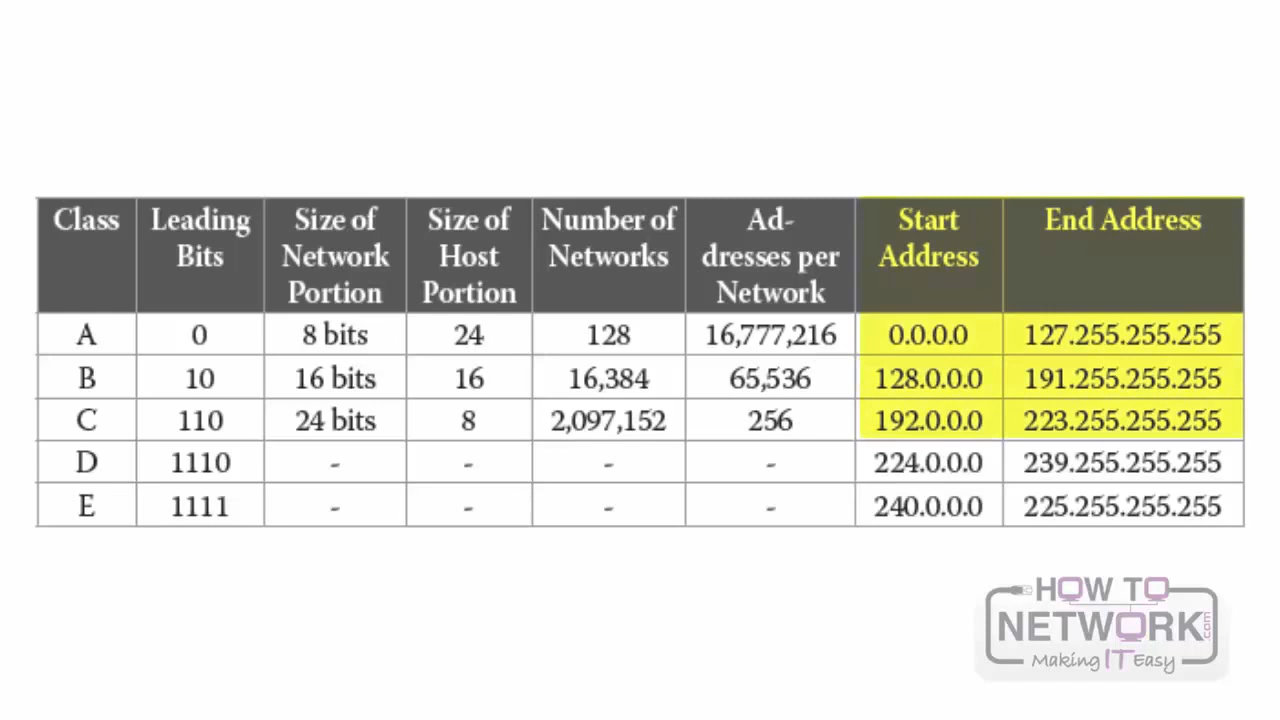 Class Leading Bits Size of Network Portion Size of Host Portion Number of Networks Ad-dresses per Network Start Address End Address
A 0 8 bits 24 128 16,777,216 0.0.0.0 127.255.255.255
B 10 16 bits 16 16,384 65,536 128.0.0.0 191.255.255.255
C 110 24 bits 8 2,097,152 256 192.0.0.0 223.255.255.255
D 1110 - - - - 224.0.0.0 239.255.255.255
E 1111 - - - - 240.0.0.0 225.255.255.255
HOW TO
NETWORK.com
Making IT Easy